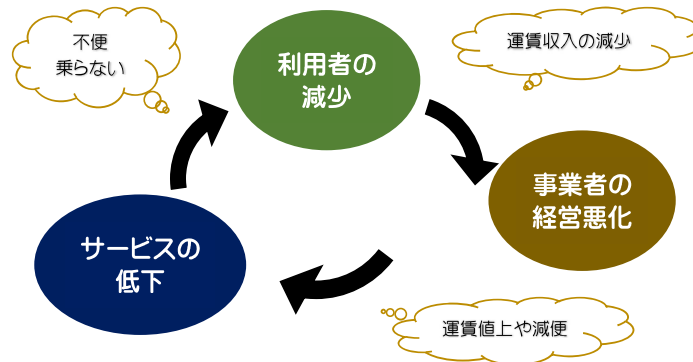 不便
乗らない
利用者の
減少
運賃収入の減少
事業者の
経営悪化
サービスの
低下
運賃値上や減便